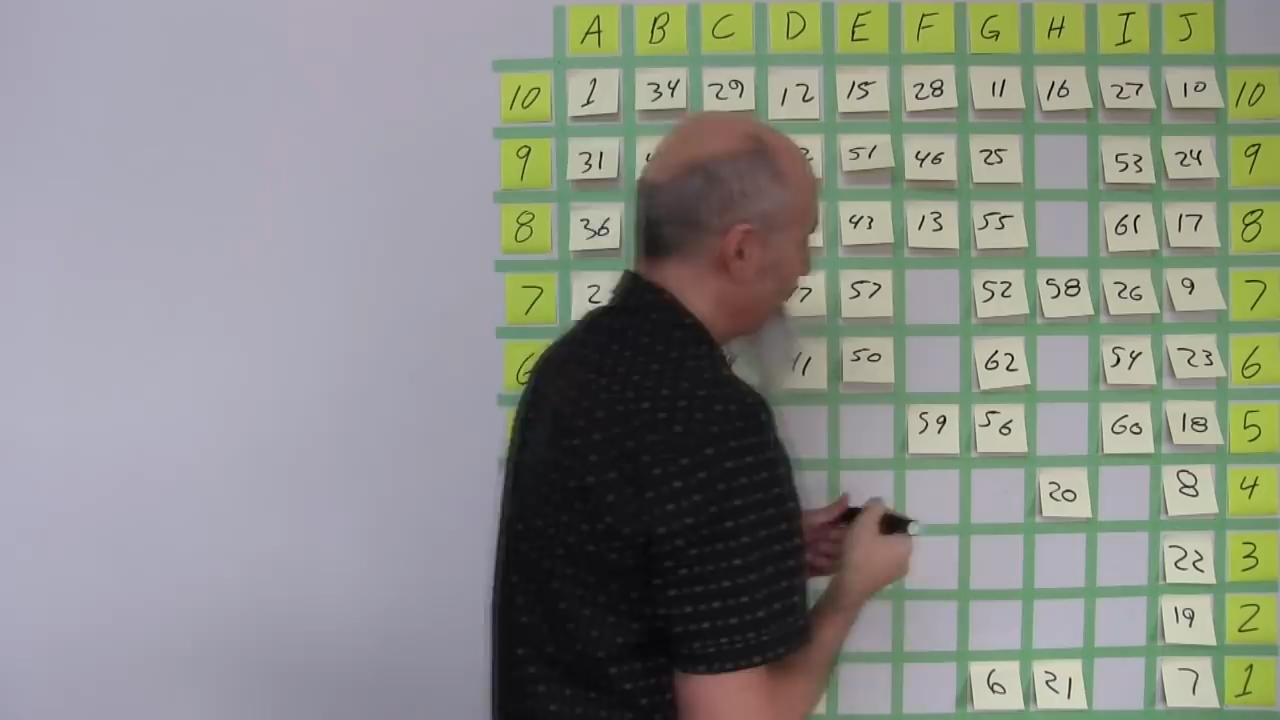 A B C D E F G H I J
10 1 34 29 12 15 28 11 16 27 10 10
9 31 51 46 25 53 24 9
8 36 43 13 55 61 17 8
7 2 57 52 58 26 9 7
6 50 62 54 23 6
59 56 60 18 5
20 8 4
22 3
19 2
6 21 7 1